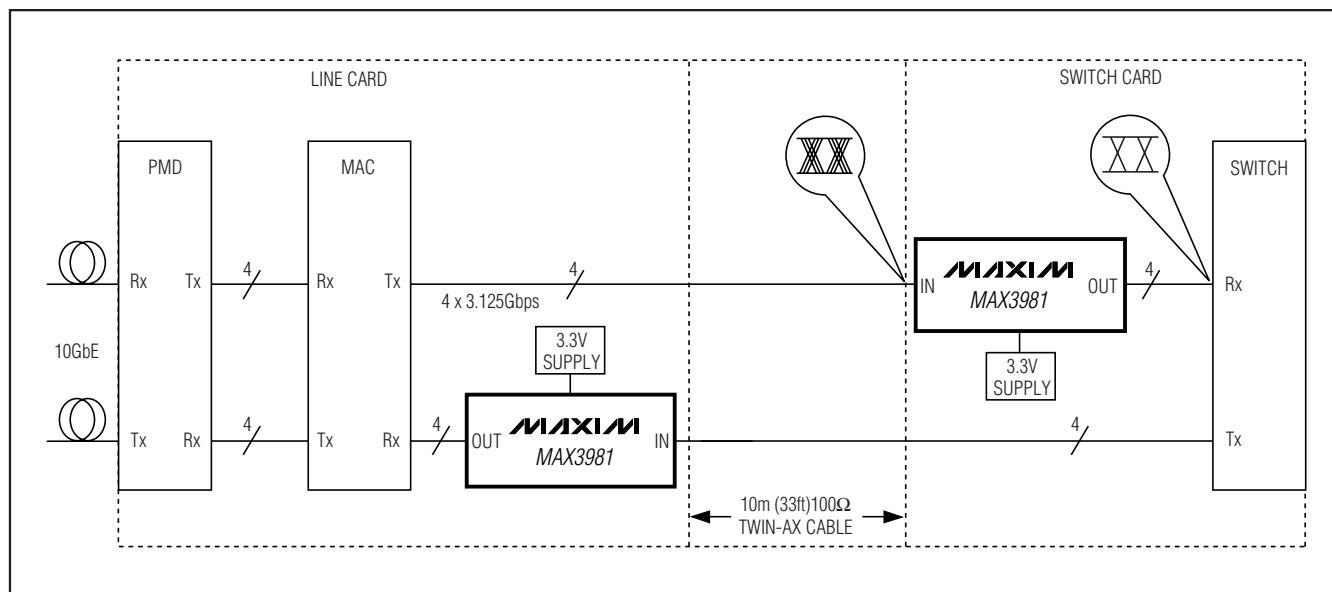 LINE CARD
SWITCH CARD
PMD
MAC
SWITCH
Rx
Tx
4
Rx
Tx
4
4 x 3.125Gbps
IN
MAXIM
MAX3981
OUT
4
Rx
10GbE
3.3V
SUPPLY
3.3V
SUPPLY
Tx
Rx
4
Tx
Rx
4
OUT
MAXIM
MAX3981
IN
4
Tx
10m (33ft)100Ω
TWIN-AX CABLE